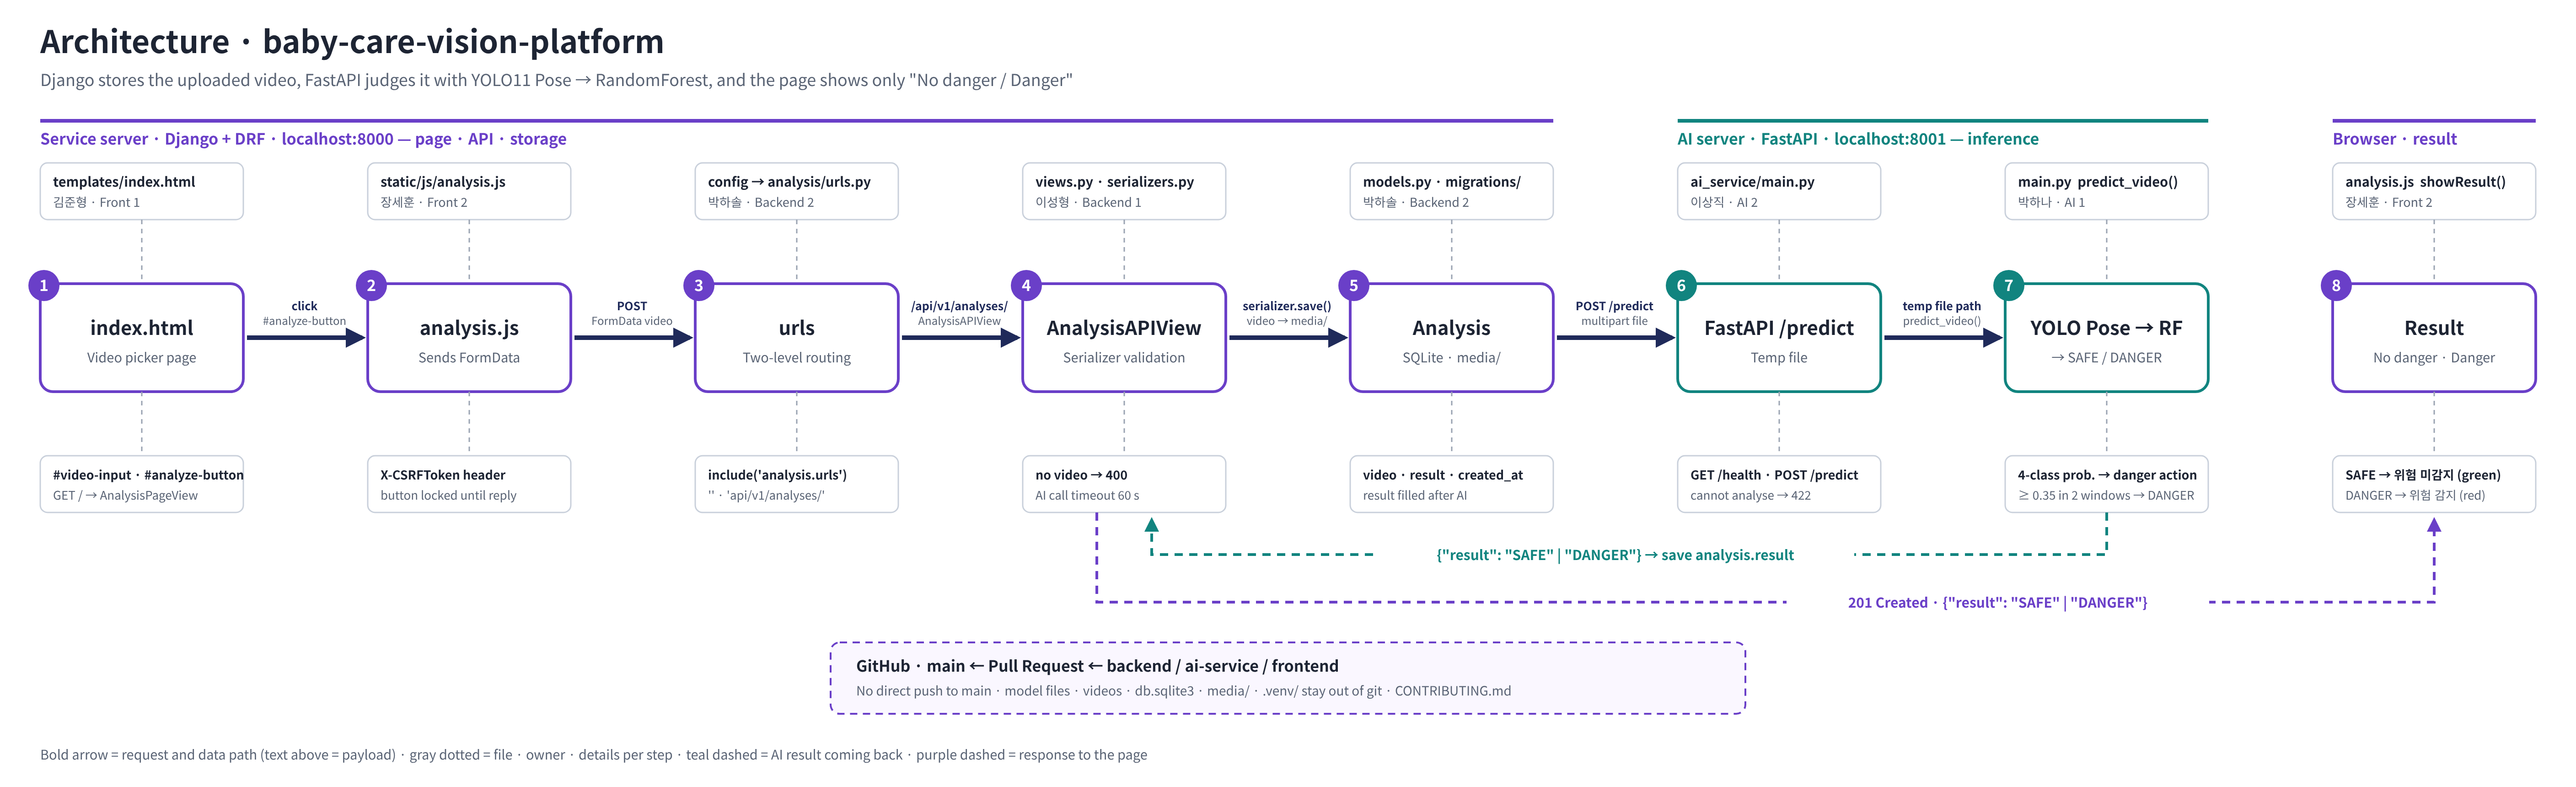 Architecture · baby-care-vision-platform
Django stores the uploaded video, FastAPI judges it with YOLO11 Pose → RandomForest, and the page shows only "No danger / Danger"
Service server · Django + DRF · localhost:8000 — page · API · storage
AI server · FastAPI · localhost:8001 — inference
Browser · result
templates/index.html
김준형 · Front 1
static/js/analysis.js
장세훈 · Front 2
config → analysis/urls.py
박하솔 · Backend 2
views.py · serializers.py
이성형 · Backend 1
models.py · migrations/
박하솔 · Backend 2
ai_service/main.py
이상직 · AI 2
main.py predict_video()
박하나 · AI 1
analysis.js showResult()
장세훈 · Front 2
1
index.html
Video picker page
click
#analyze-button
2
analysis.js
Sends FormData
POST
FormData video
3
urls
Two-level routing
/api/v1/analyses/
AnalysisAPIView
4
AnalysisAPIView
Serializer validation
serializer.save()
video → media/
5
Analysis
SQLite · media/
POST /predict
multipart file
6
FastAPI /predict
Temp file
temp file path
predict_video()
7
YOLO Pose → RF
→ SAFE / DANGER
8
Result
No danger · Danger
#video-input · #analyze-button
GET / → AnalysisPageView
X-CSRFToken header
button locked until reply
include('analysis.urls')
'' · 'api/v1/analyses/'
no video → 400
AI call timeout 60 s
video · result · created_at
result filled after AI
GET /health · POST /predict
cannot analyse → 422
4-class prob. → danger action
≥ 0.35 in 2 windows → DANGER
SAFE → 위험 미감지 (green)
DANGER → 위험 감지 (red)
{"result": "SAFE" | "DANGER"} → save analysis.result
201 Created · {"result": "SAFE" | "DANGER"}
GitHub · main ← Pull Request ← backend / ai-service / frontend
No direct push to main · model files · videos · db.sqlite3 · media/ · .venv/ stay out of git · CONTRIBUTING.md
Bold arrow = request and data path (text above = payload) · gray dotted = file · owner · details per step · teal dashed = AI result coming back · purple dashed = response to the page